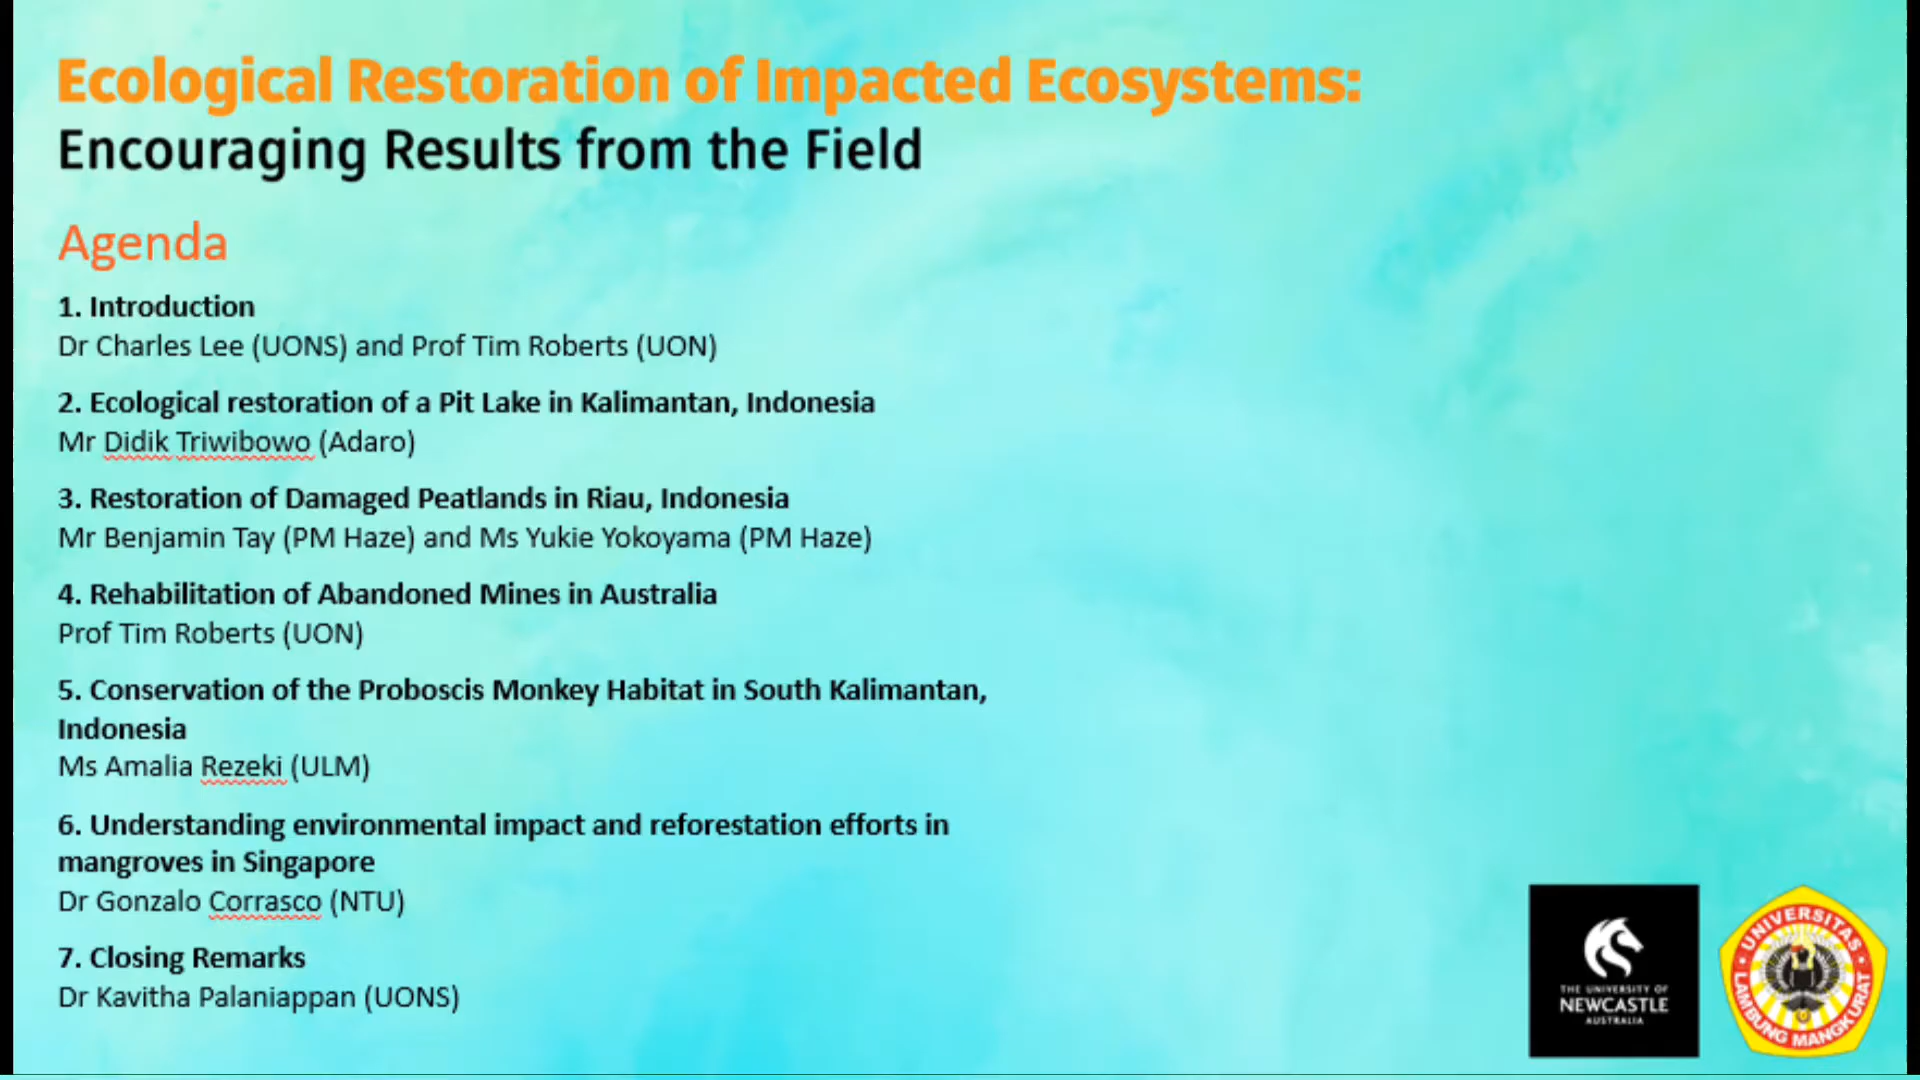 Ecological Restoration of Impacted Ecosystems:
Encouraging Results from the Field
Agenda
1. Introduction
Dr Charles Lee (UONS) and Prof Tim Roberts (UON)
2. Ecological restoration of a Pit Lake in Kalimantan, Indonesia
Mr Didik Triwibowo (Adaro)
3. Restoration of Damaged Peatlands in Riau, Indonesia
Mr Benjamin Tay (PM Haze) and Ms Yukie Yokoyama (PM Haze)
4. Rehabilitation of Abandoned Mines in Australia
Prof Tim Roberts (UON)
5. Conservation of the Proboscis Monkey Habitat in South Kalimantan,
Indonesia
Ms Amalia Rezeki (ULM)
6. Understanding environmental impact and reforestation efforts in
mangroves in Singapore
Dr Gonzalo Corrasco (NTU)
7. Closing Remarks
Dr Kavitha Palaniappan (UONS)
THE UNIVERSITY OF
NEWCASTLE
AUSTRALIA
UNIVERSITAS
LAMBUNG MANGKURAT